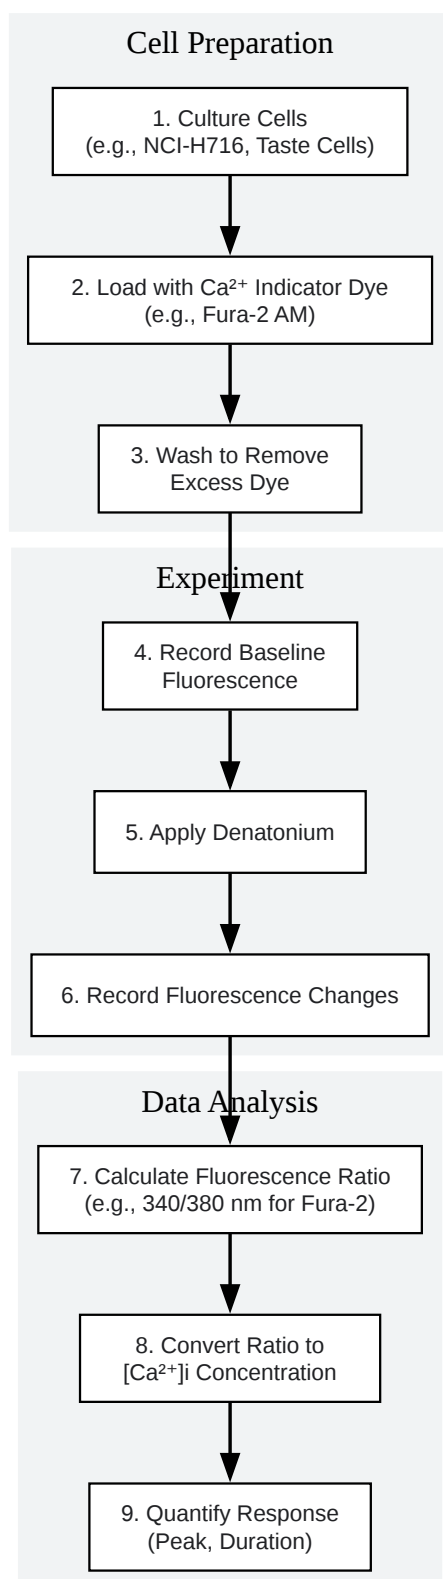 Cell Preparation
1. Culture Cells
(e.g., NCI-H716, Taste Cells)
2. Load with Ca²⁺ Indicator Dye
(e.g., Fura-2 AM)
3. Wash to Remove
Excess Dye
Experiment
4. Record Baseline
Fluorescence
5. Apply Denatonium
6. Record Fluorescence Changes
Data Analysis
7. Calculate Fluorescence Ratio
(e.g., 340/380 nm for Fura-2)
8. Convert Ratio to
[Ca²⁺]i Concentration
9. Quantify Response
(Peak, Duration)